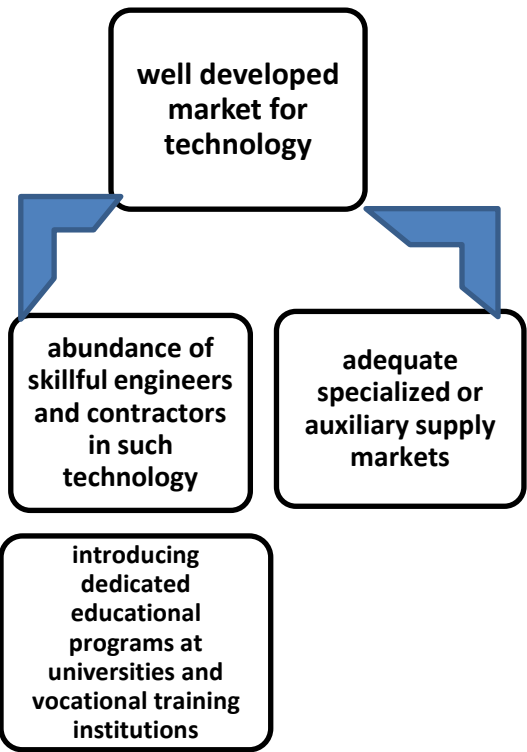 well developed
market for
technology
abundance of
skillful engineers
and contractors
in such
technology
adequate
specialized or
auxiliary supply
markets
introducing
dedicated
educational
programs at
universities and
vocational training
institutions